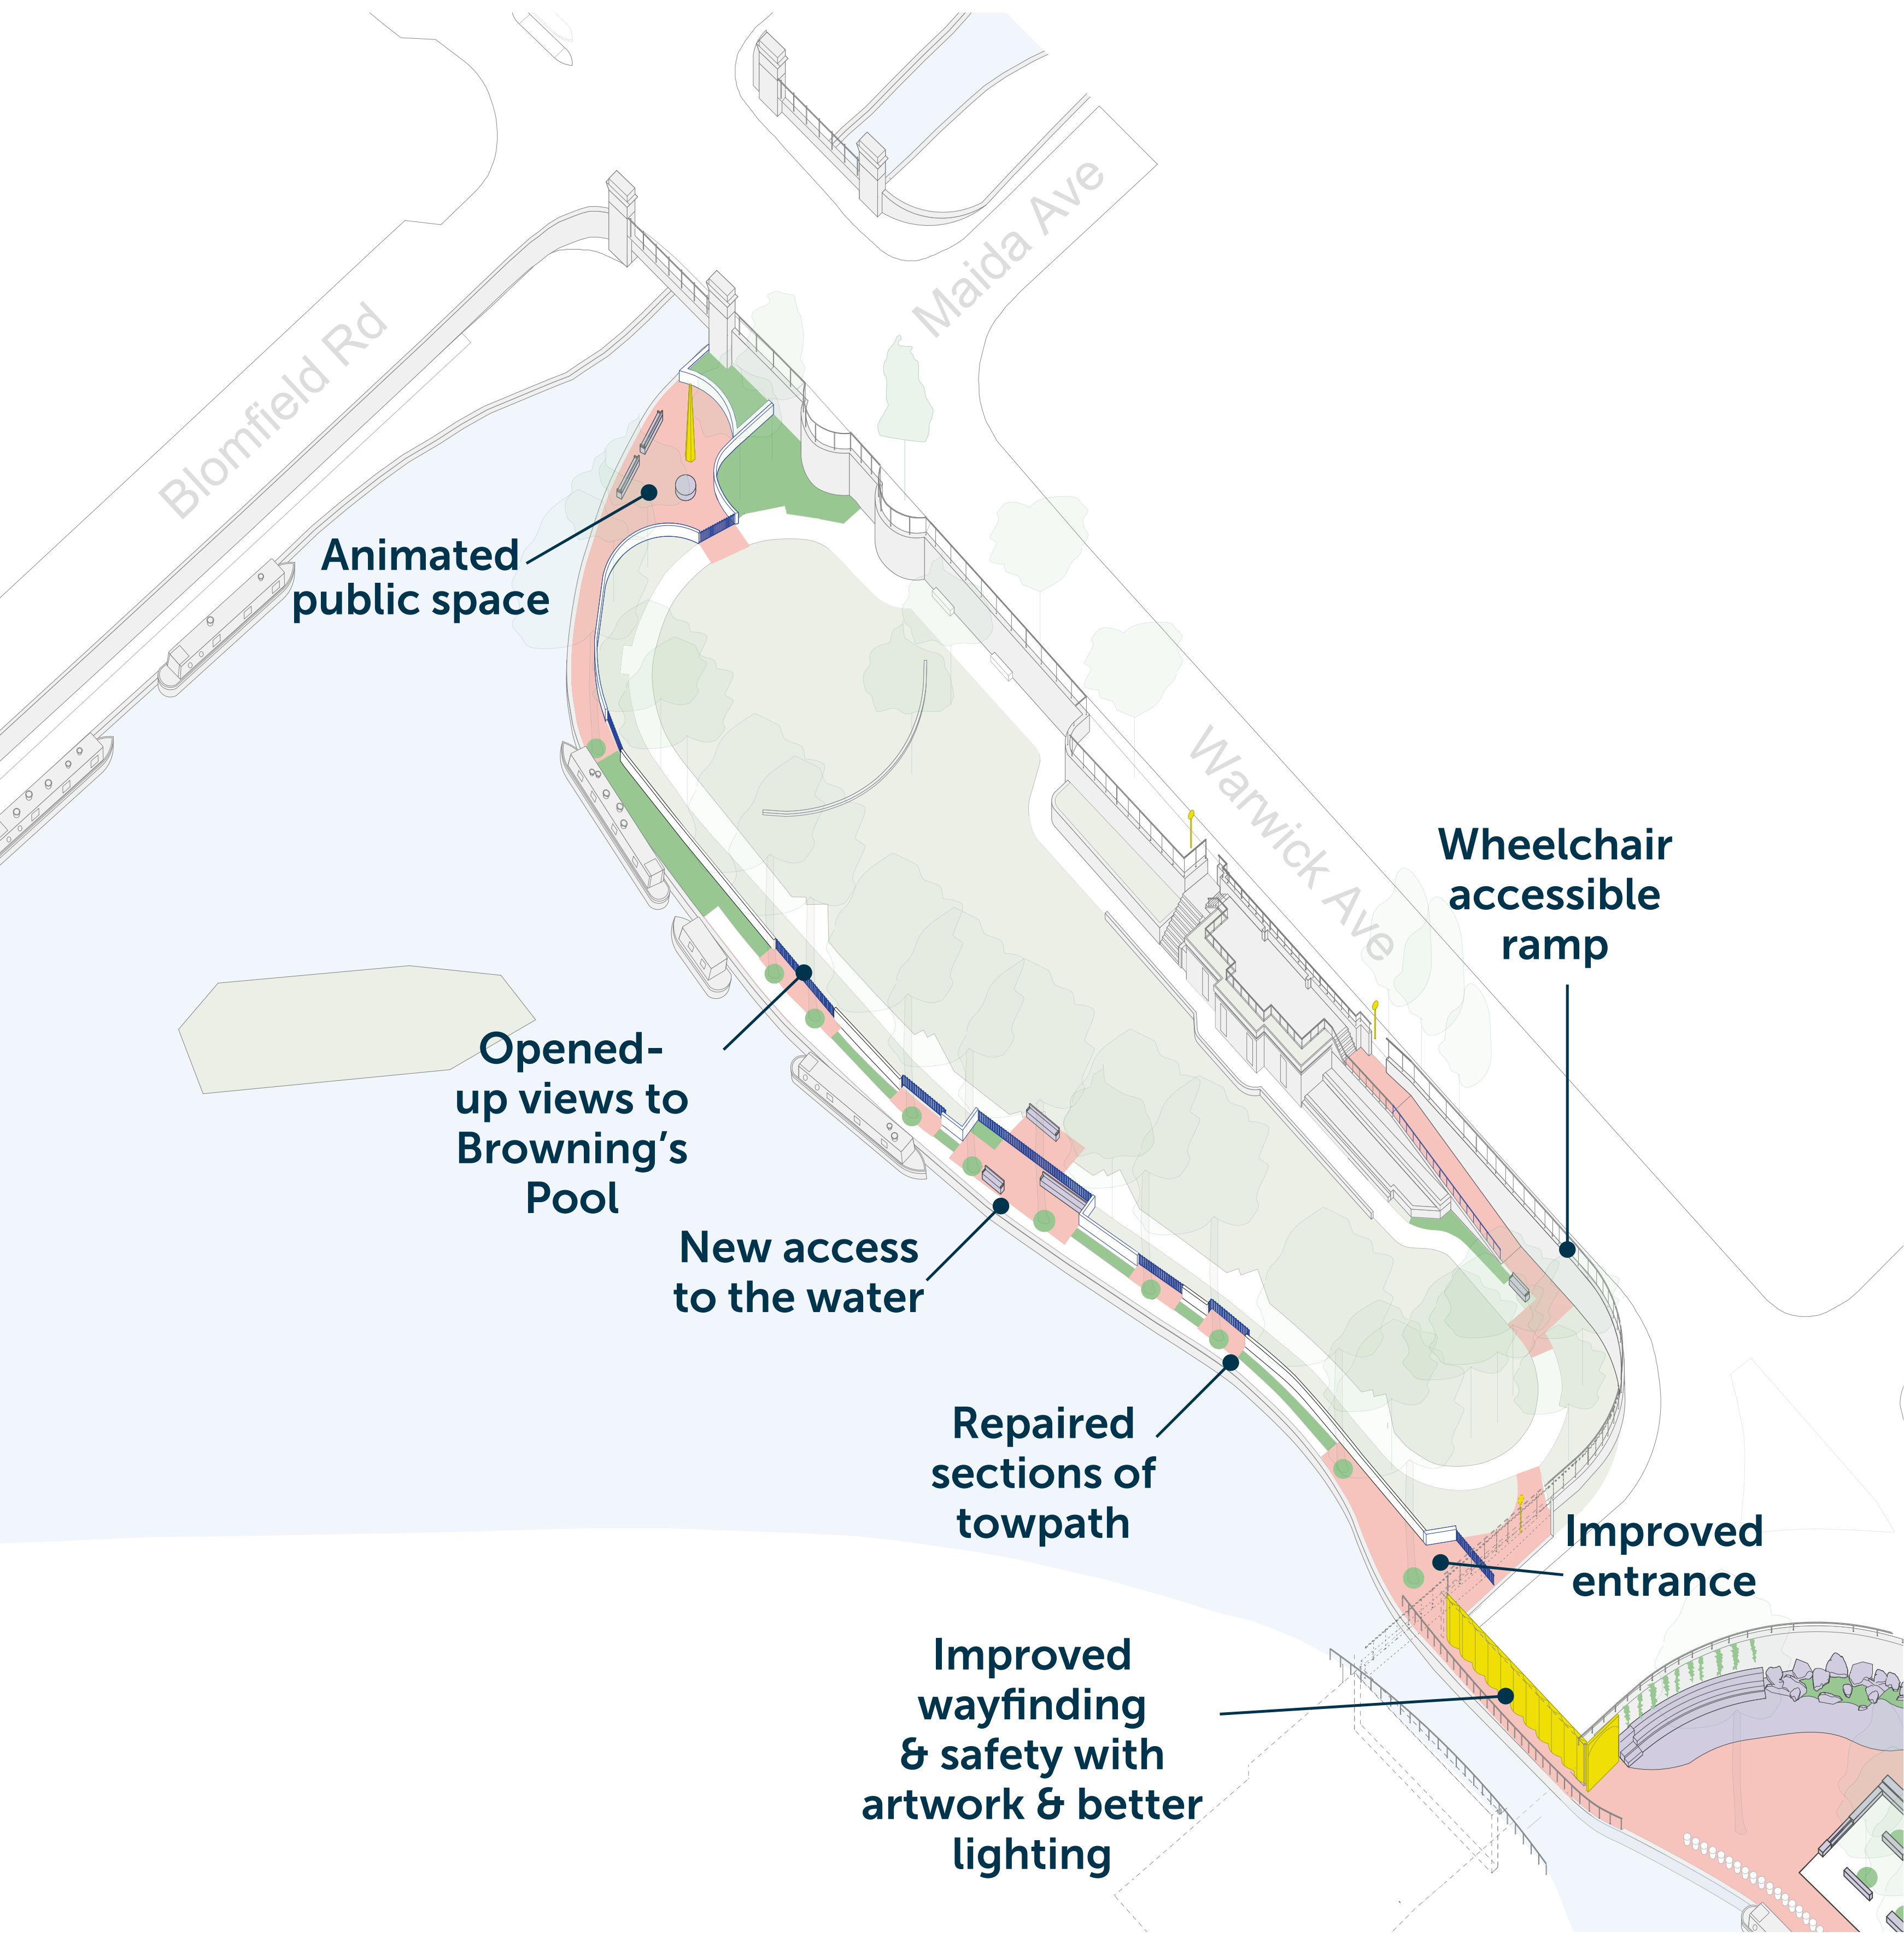 Maida Ave
Blomfield Rd
Animated
public space
Warwick Ave
Wheelchair
accessible
ramp
Opened-
up views to
Browning's
Pool
New access
to the water
Repaired
sections of
towpath
Improved
entrance
Improved
wayfinding
& safety with
artwork & better
lighting